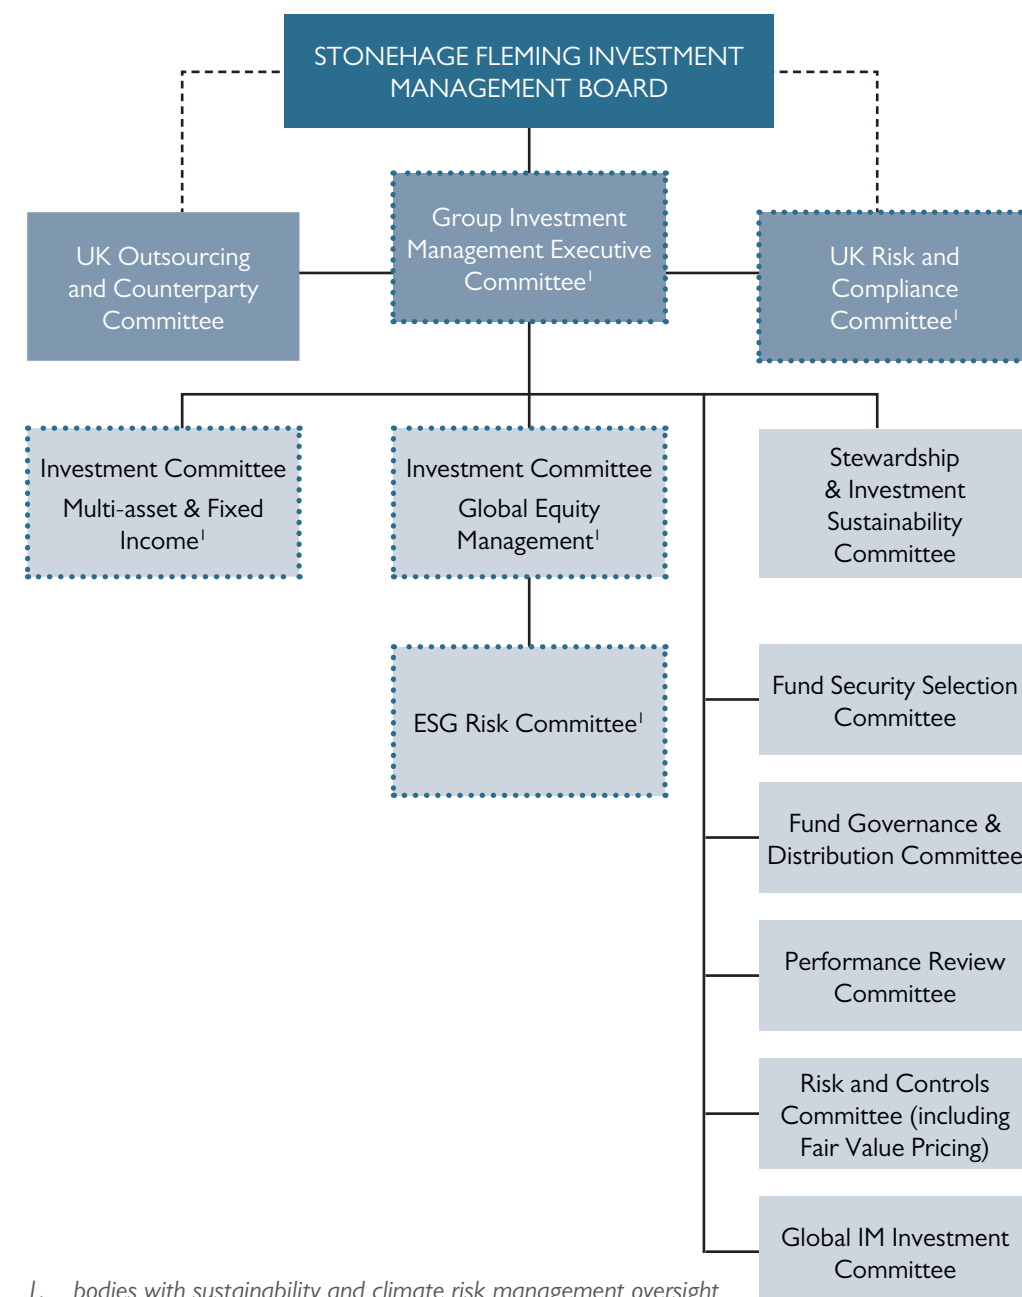 STONEHAGE FLEMING INVESTMENT
MANAGEMENT BOARD
UK Outsourcing
and Counterparty
Committee
Group Investment
Management Executive
Committee¹
UK Risk and
Compliance
Committee¹
Investment Committee
Multi-asset & Fixed
Income¹
Investment Committee
Global Equity
Management¹
Stewardship
& Investment
Sustainability
Committee
ESG Risk Committee¹
Fund Security Selection
Committee
Fund Governance &
Distribution Committee
Performance Review
Committee
Risk and Controls
Committee (including
Fair Value Pricing)
Global IM Investment
Committee
1. bodies with sustainability and climate risk management oversight